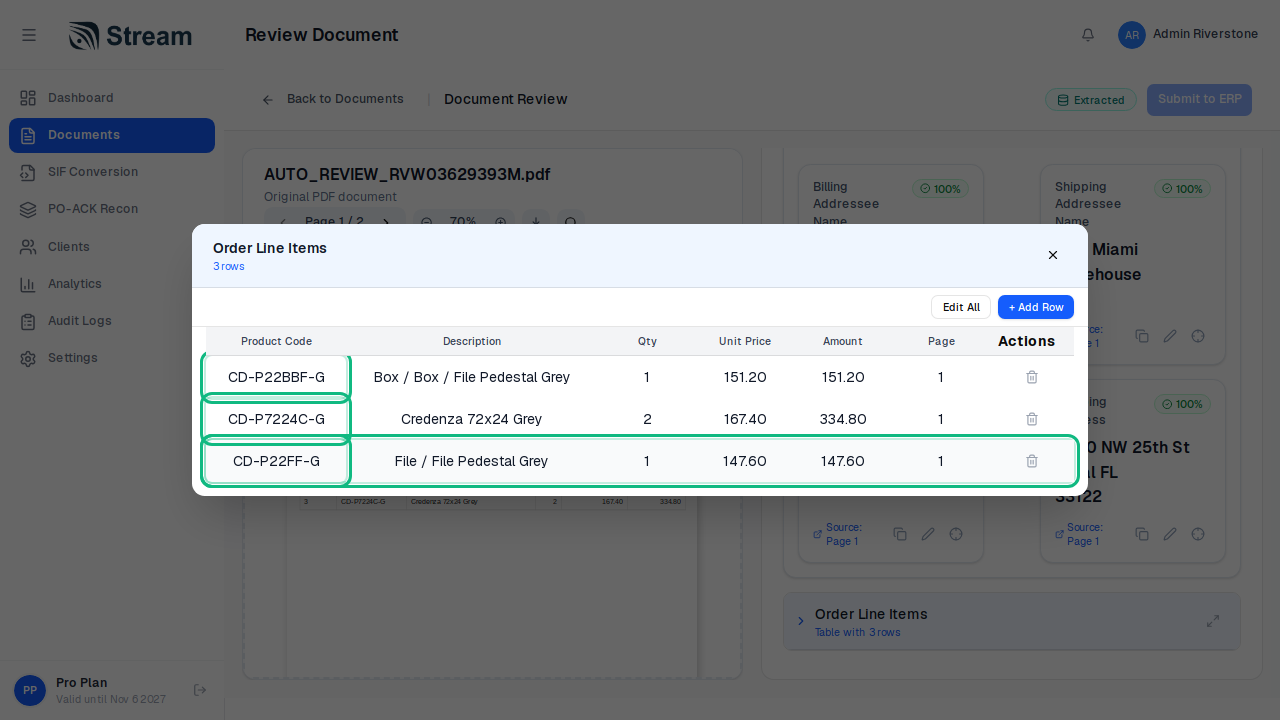 Stream
Review Document
AR
Admin Riverstone
Dashboard
Documents
SIF Conversion
PO-ACK Recon
Clients
Analytics
Audit Logs
Settings
PP
Pro Plan
Valid until Nov 6 2027
Back to Documents
Document Review
Extracted
Submit to ERP
AUTO_REVIEW_RVW03629393M.pdf
Original PDF document
Page 1 / 2
70%
Billing
Addressee
Name
100%
Shipping
Addressee
Name
100%
Miami
Order Line Items
3 rows
Edit All
+ Add Row
Product Code
Description
Qty
Unit Price
Amount
Page
Actions
CD-P22BBF-G
Box / Box / File Pedestal Grey
1
151.20
151.20
1
CD-P7224C-G
Credenza 72x24 Grey
2
167.40
334.80
1
CD-P22FF-G
File / File Pedestal Grey
1
147.60
147.60
1
100%
NW 25th St
FL
33122
3
CD-P7224C-G
Credenza 72x24 Grey
2
167.40
334.80
Source:
Page 1
Source:
Page 1
Order Line Items
Table with 3 rows